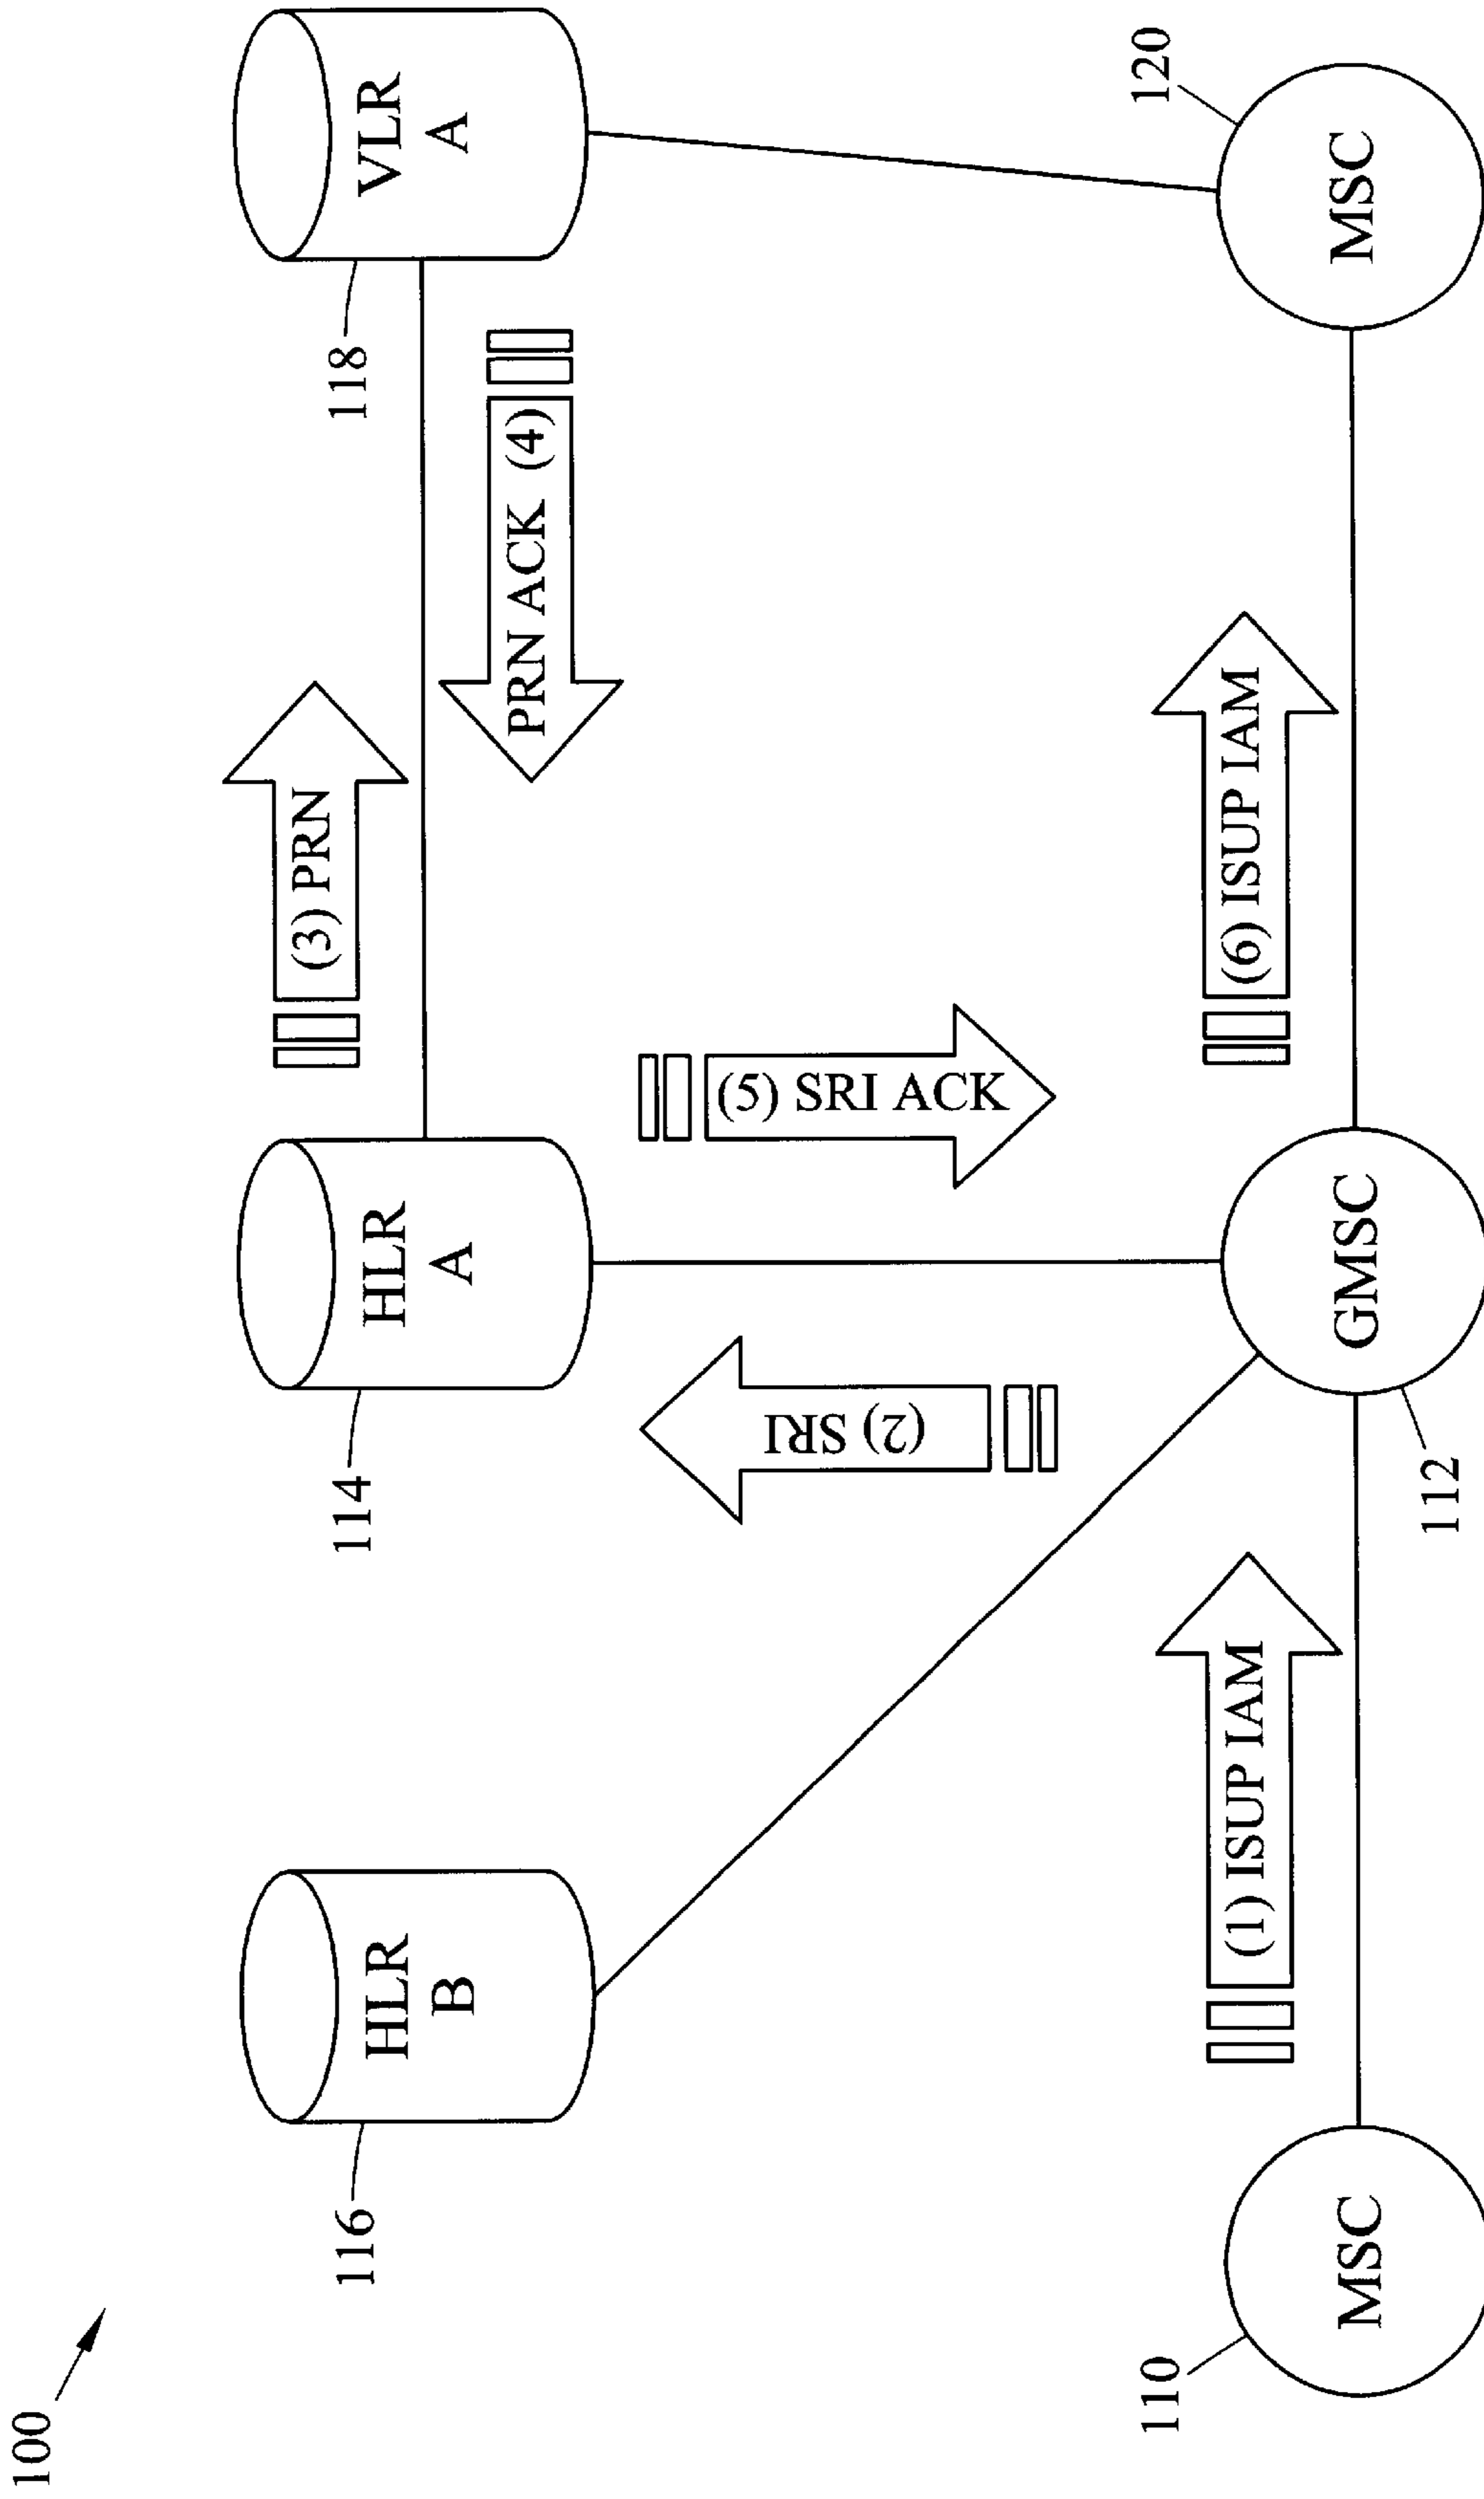 100
116
HLR
B
114
HLR
A
(3) PRN
118
VLR
A
PRN ACK (4)
(2) SRI
(5) SRI ACK
110
MSC
(1) ISUP IAM
112
GMSC
(6) ISUP IAM
120
MSC